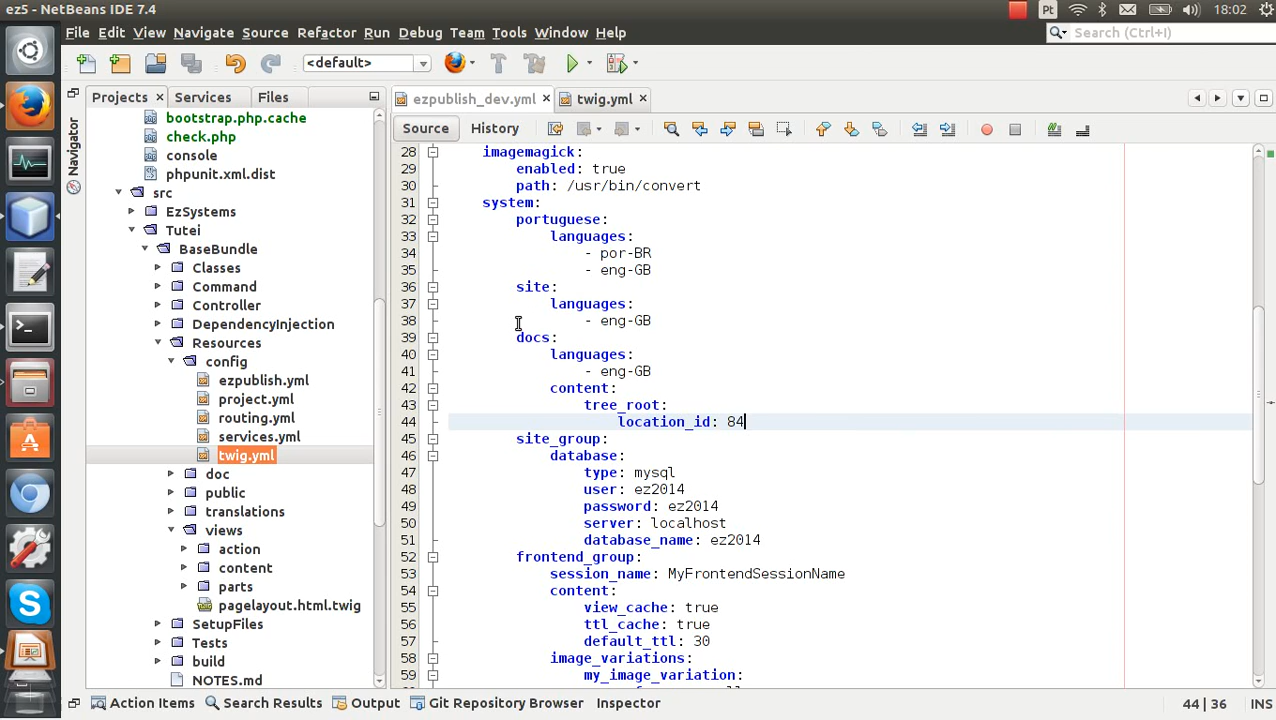 ez5 - NetBeans IDE 7.4
Pt
18:02
File Edit View Navigate Source Refactor Run Debug Team Tools Window Help
Search (Ctrl+I)
<default>
Projects Services Files
ezpublish_dev.yml twig.yml
Navigator
bootstrap.php.cache
check.php
console
phpunit.xml.dist
src
EzSystems
Tutei
BaseBundle
Classes
Command
Controller
DependencyInjection
Resources
config
ezpublish.yml
project.yml
routing.yml
services.yml
twig.yml
doc
public
translations
views
action
content
parts
pagelayout.html.twig
SetupFiles
Tests
build
NOTES.md
Source History
28 imagemagick:
29 enabled: true
30 path: /usr/bin/convert
31 system:
32 portuguese:
33 languages:
34 - por-BR
35 - eng-GB
36 site:
37 languages:
38 - eng-GB
39 docs:
40 languages:
41 - eng-GB
42 content:
43 tree_root:
44 location_id: 84
45 site_group:
46 database:
47 type: mysql
48 user: ez2014
49 password: ez2014
50 server: localhost
51 database_name: ez2014
52 frontend_group:
53 session_name: MyFrontendSessionName
54 content:
55 view_cache: true
56 ttl_cache: true
57 default_ttl: 30
58 image_variations:
59 my_image_variation:
Action Items Search Results Output Git Repository Browser Inspector
44 | 36 INS